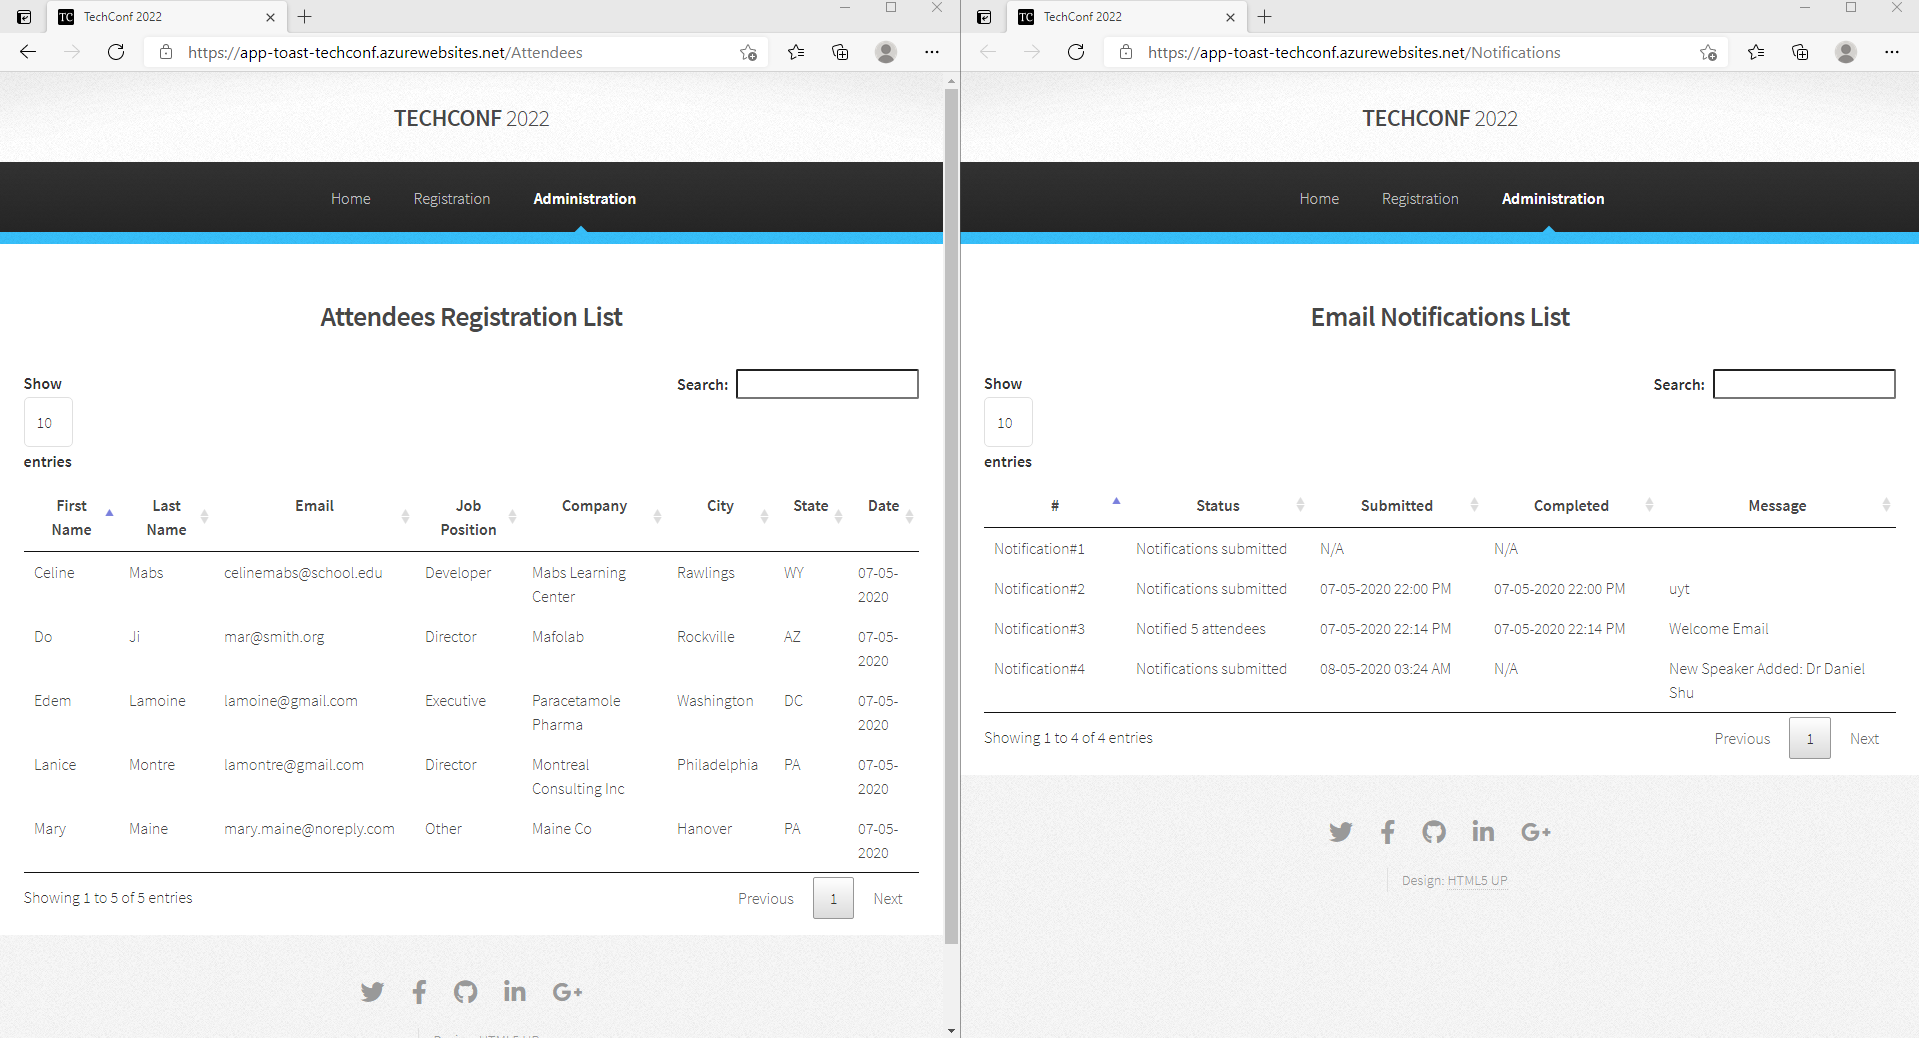 TechConf 2022
https://app-toast-techconf.azurewebsites.net/Attendees
TECHCONF 2022
Home Registration Administration
Attendees Registration List
Show
10
entries
Search:
First Name Last Name Email Job Position Company City State Date
Celine Mabs celinemabs@school.edu Developer Mabs Learning Center Rawlings WY 07-05-2020
Do Ji mar@smith.org Director Mafolab Rockville AZ 07-05-2020
Edem Lamoine lamoine@gmail.com Executive Paracetamole Pharma Washington DC 07-05-2020
Lanice Montre lamontre@gmail.com Director Montreal Consulting Inc Philadelphia PA 07-05-2020
Mary Maine mary.maine@noreply.com Other Maine Co Hanover PA 07-05-2020
Showing 1 to 5 of 5 entries
Previous 1 Next
TechConf 2022
https://app-toast-techconf.azurewebsites.net/Notifications
TECHCONF 2022
Home Registration Administration
Email Notifications List
Show
10
entries
Search:
# Status Submitted Completed Message
Notification#1 Notifications submitted N/A N/A
Notification#2 Notifications submitted 07-05-2020 22:00 PM 07-05-2020 22:00 PM uyt
Notification#3 Notified 5 attendees 07-05-2020 22:14 PM 07-05-2020 22:14 PM Welcome Email
Notification#4 Notifications submitted 08-05-2020 03:24 AM N/A New Speaker Added: Dr Daniel Shu
Showing 1 to 4 of 4 entries
Previous 1 Next
Design: HTML5 UP